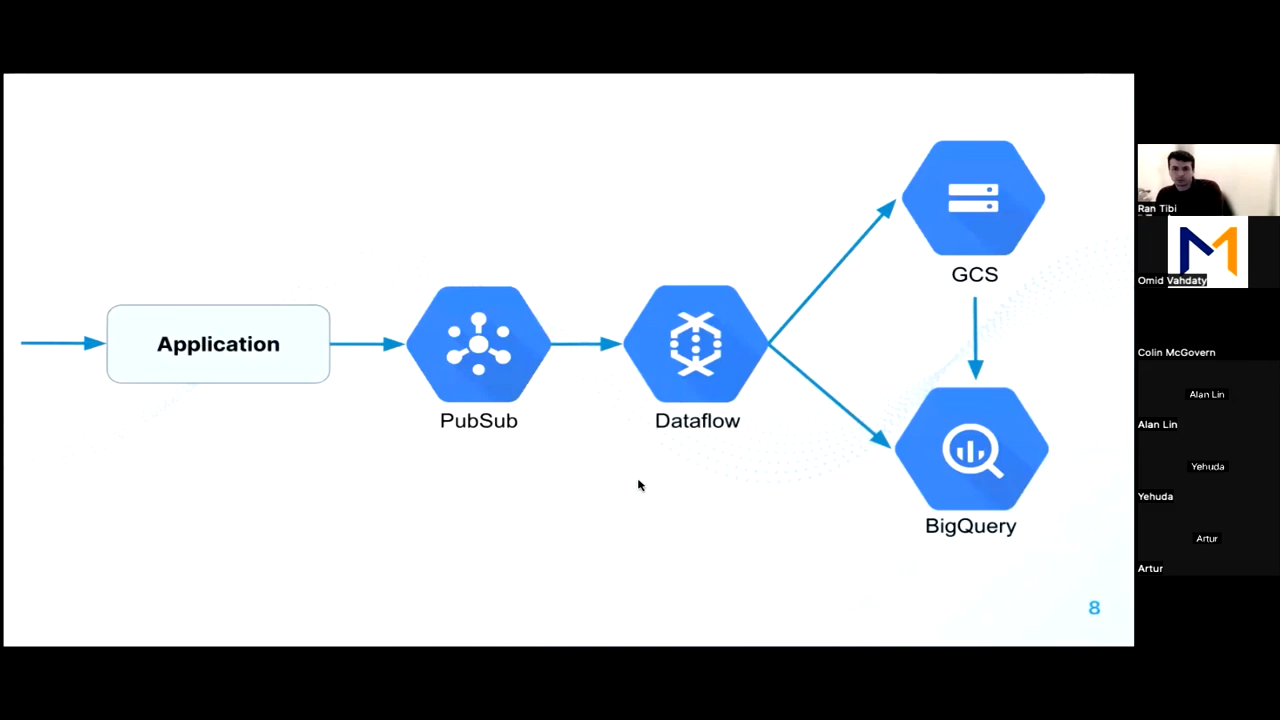 Application
PubSub
Dataflow
GCS
BigQuery
8
Ran Tibi
M
Omid Vahdaty
Colin McGovern
Alan Lin
Alan Lin
Yehuda
Yehuda
Artur
Artur